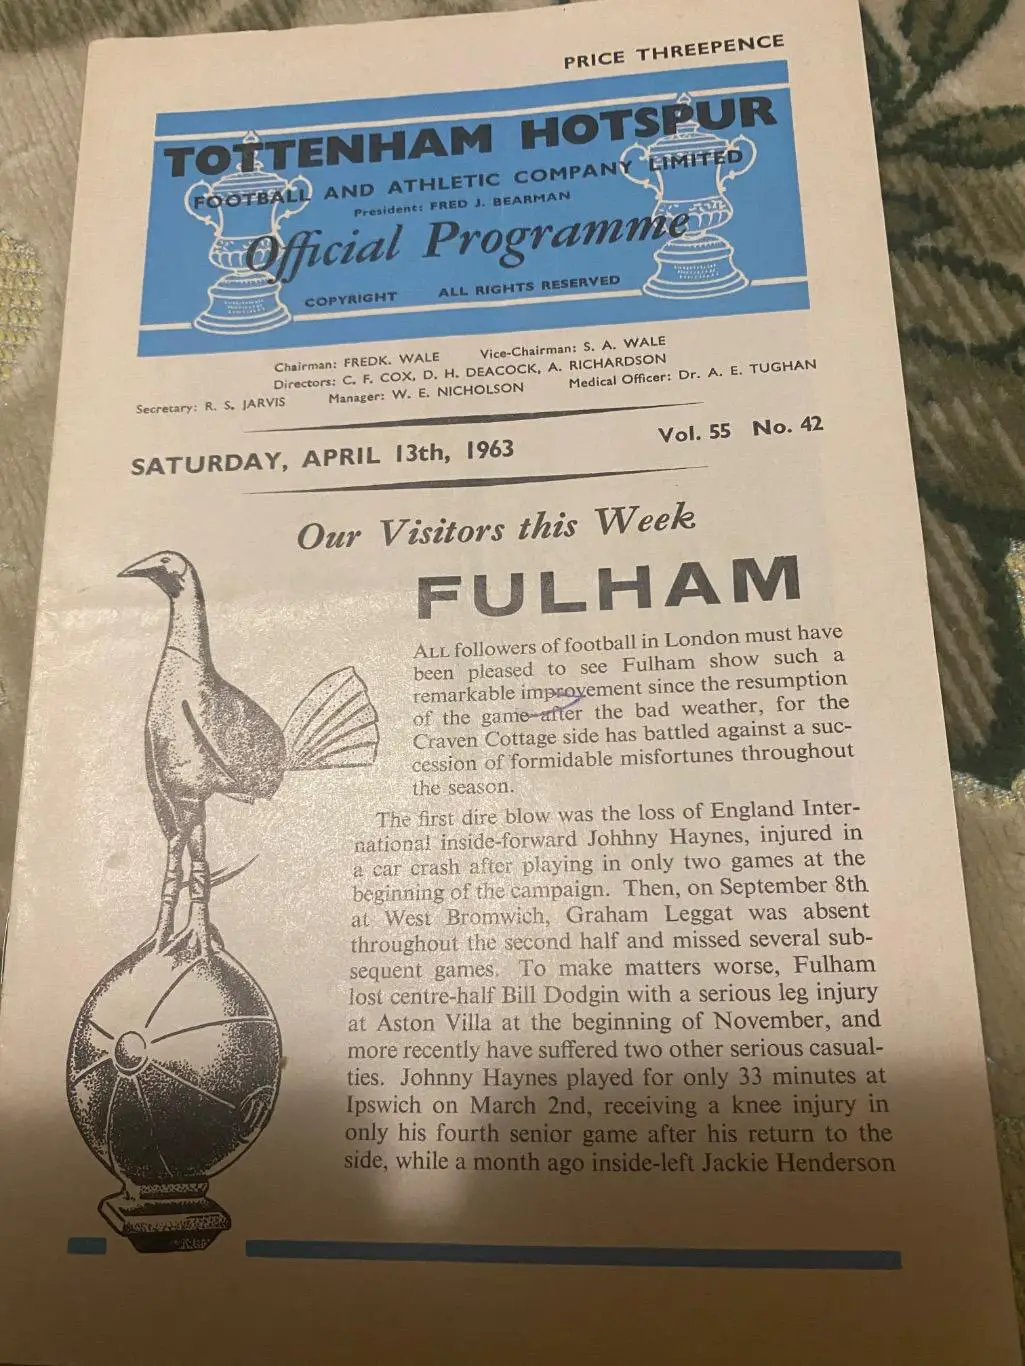 PRICE THREEPENCE
TOTTENHAM HOTSPUR
FOOTBALL AND ATHLETIC COMPANY LIMITED
President: FRED J. BEARMAN
Official Programme
COPYRIGHT ALL RIGHTS RESERVED
Chairman: FREDK. WALE Vice-Chairman: S. A. WALE
Directors: C. F. COX, D. H. DEACOCK, A. RICHARDSON
Secretary: R. S. JARVIS Manager: W. E. NICHOLSON Medical Officer: Dr. A. E. TUGHAN
SATURDAY, APRIL 13th, 1963 Vol. 55 No. 42
Our Visitors this Week
FULHAM
ALL followers of football in London must have
been pleased to see Fulham show such a
remarkable improvement since the resumption
of the game after the bad weather, for the
Craven Cottage side has battled against a suc-
cession of formidable misfortunes throughout
the season.
The first dire blow was the loss of England Inter-
national inside-forward Johhny Haynes, injured in
a car crash after playing in only two games at the
beginning of the campaign. Then, on September 8th
at West Bromwich, Graham Leggat was absent
throughout the second half and missed several sub-
sequent games. To make matters worse, Fulham
lost centre-half Bill Dodgin with a serious leg injury
at Aston Villa at the beginning of November, and
more recently have suffered two other serious casual-
ties. Johnny Haynes played for only 33 minutes at
Ipswich on March 2nd, receiving a knee injury in
only his fourth senior game after his return to the
side, while a month ago inside-left Jackie Henderson